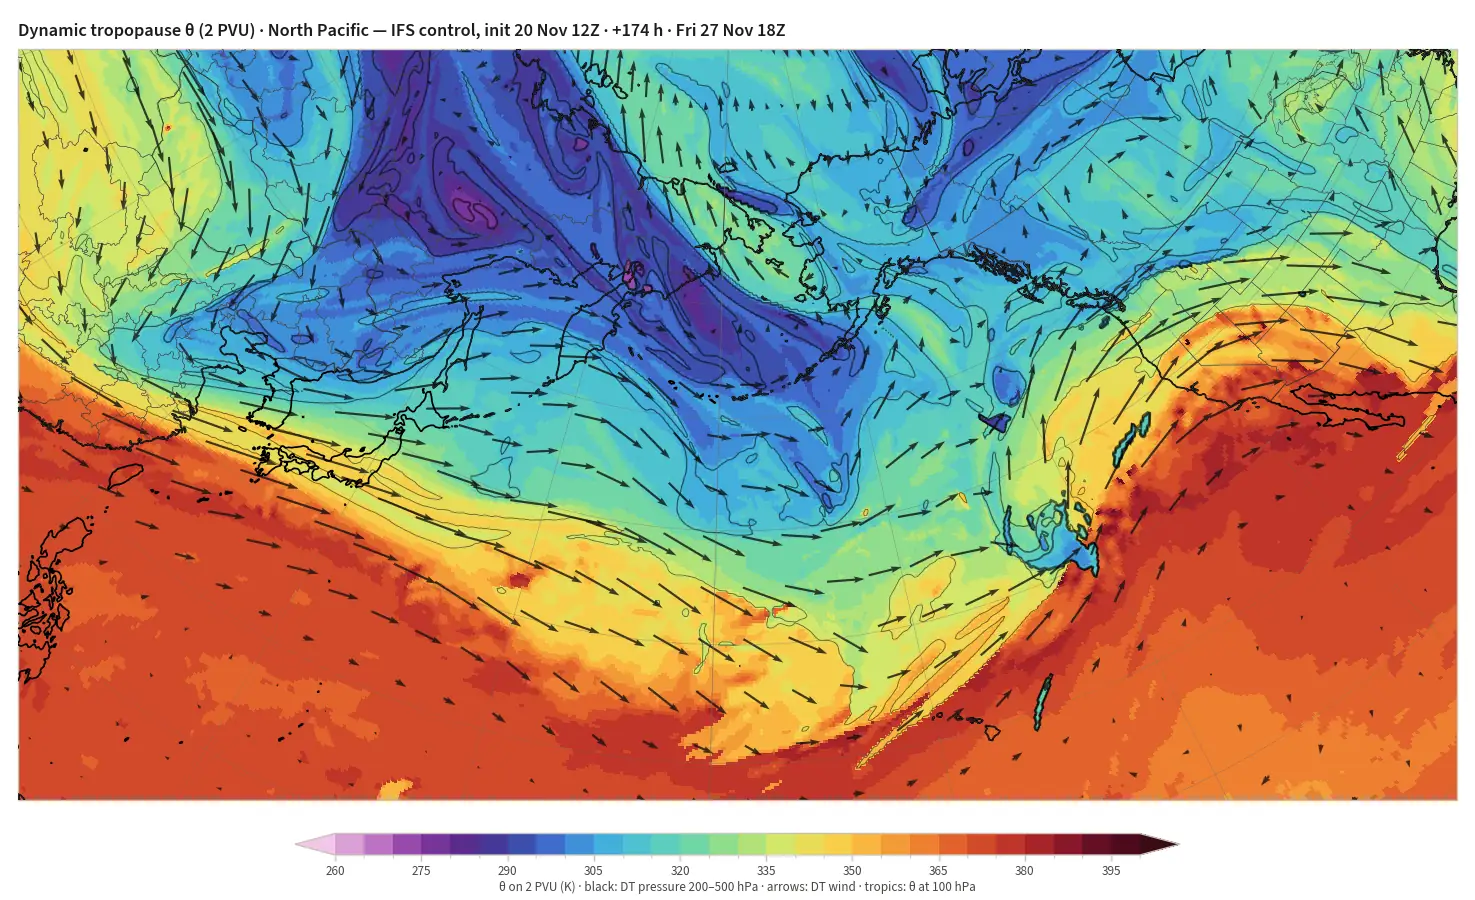 Dynamic tropopause θ (2 PVU) · North Pacific — IFS control, init 20 Nov 12Z · +174 h · Fri 27 Nov 18Z
260 275 290 305 320 335 350 365 380 395
θ on 2 PVU (K) · black: DT pressure 200–500 hPa · arrows: DT wind · tropics: θ at 100 hPa